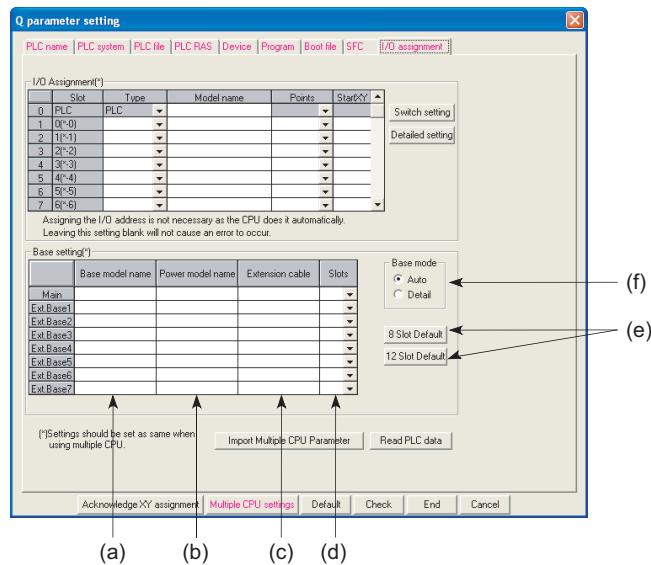 Q parameter setting
PLC name PLC system PLC file PLC RAS Device Program Boot file SFC I/O assignment
I/O Assignment(*)
Slot Type Model name Points StartXY
0 PLC PLC
1 0(*-0)
2 1(*-1)
3 2(*-2)
4 3(*-3)
5 4(*-4)
6 5(*-5)
7 6(*-6)
Switch setting
Detailed setting
Assigning the I/O address is not necessary as the CPU does it automatically.
Leaving this setting blank will not cause an error to occur.
Base setting(*)
Base model name Power model name Extension cable Slots
Main
Ext.Base1
Ext.Base2
Ext.Base3
Ext.Base4
Ext.Base5
Ext.Base6
Ext.Base7
Base mode
Auto
Detail
(f)
8 Slot Default
(e)
12 Slot Default
(*)Settings should be set as same when
using multiple CPU.
Import Multiple CPU Parameter Read PLC data
Acknowledge XY assignment Multiple CPU settings Default Check End Cancel
(a) (b) (c) (d)